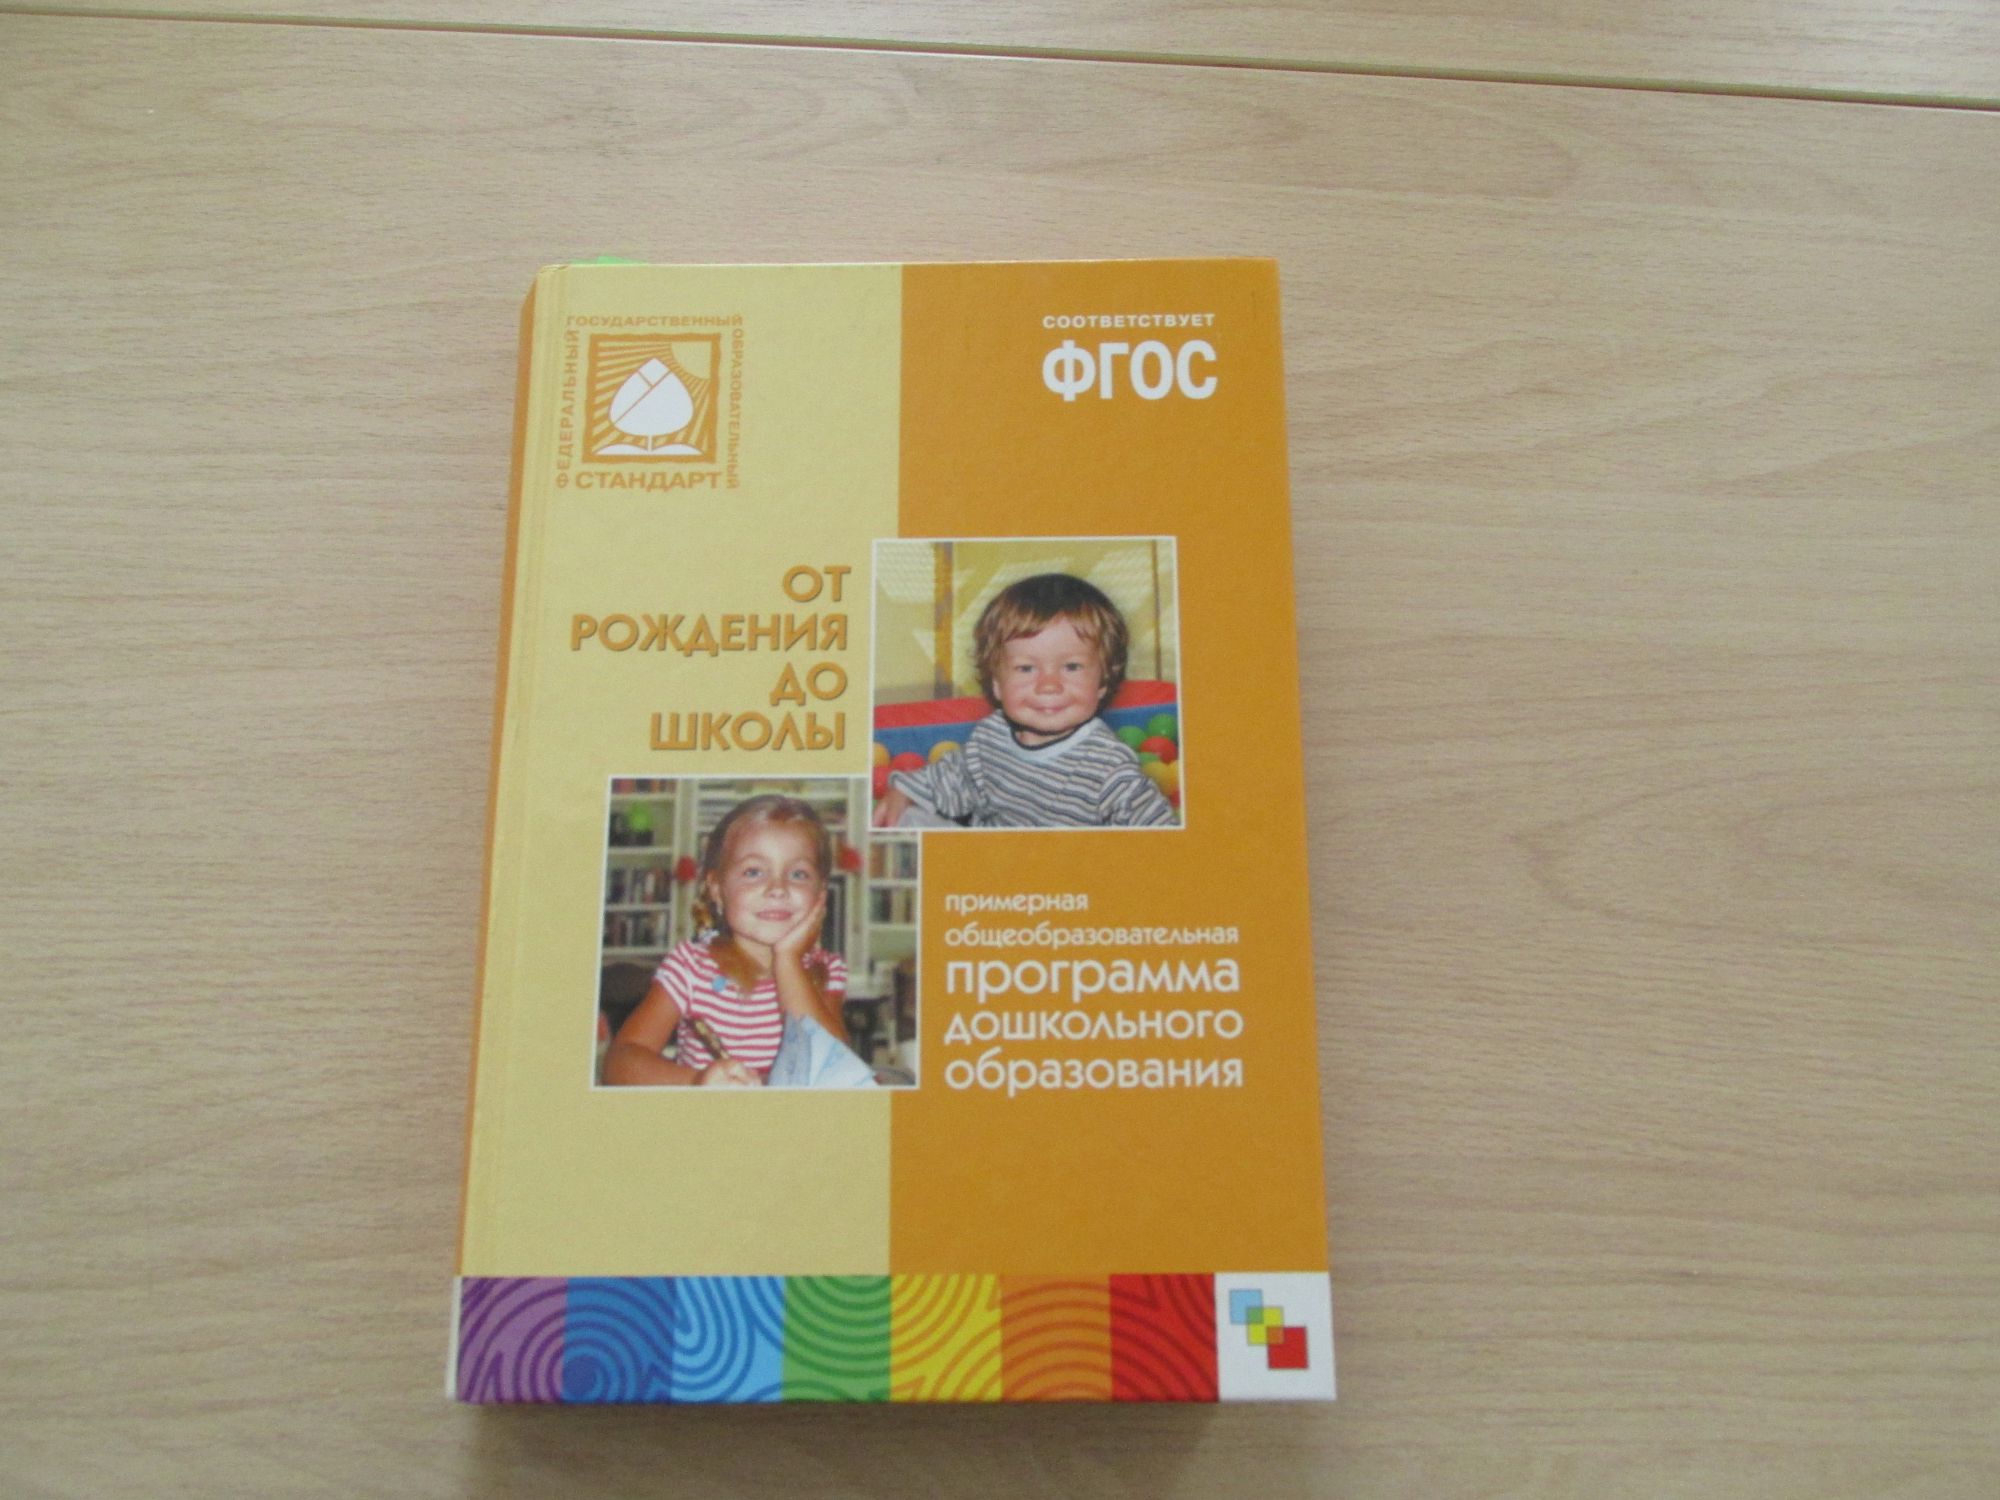 ФЕДЕРАЛЬНЫЙ
ГОСУДАРСТВЕННЫЙ
ОБРАЗОВАТЕЛЬНЫЙ
СТАНДАРТ
СООТВЕТСТВУЕТ
ФГОС
ОТ
РОЖДЕНИЯ
ДО
ШКОЛЫ
примерная
общеобразовательная
программа
дошкольного
образования